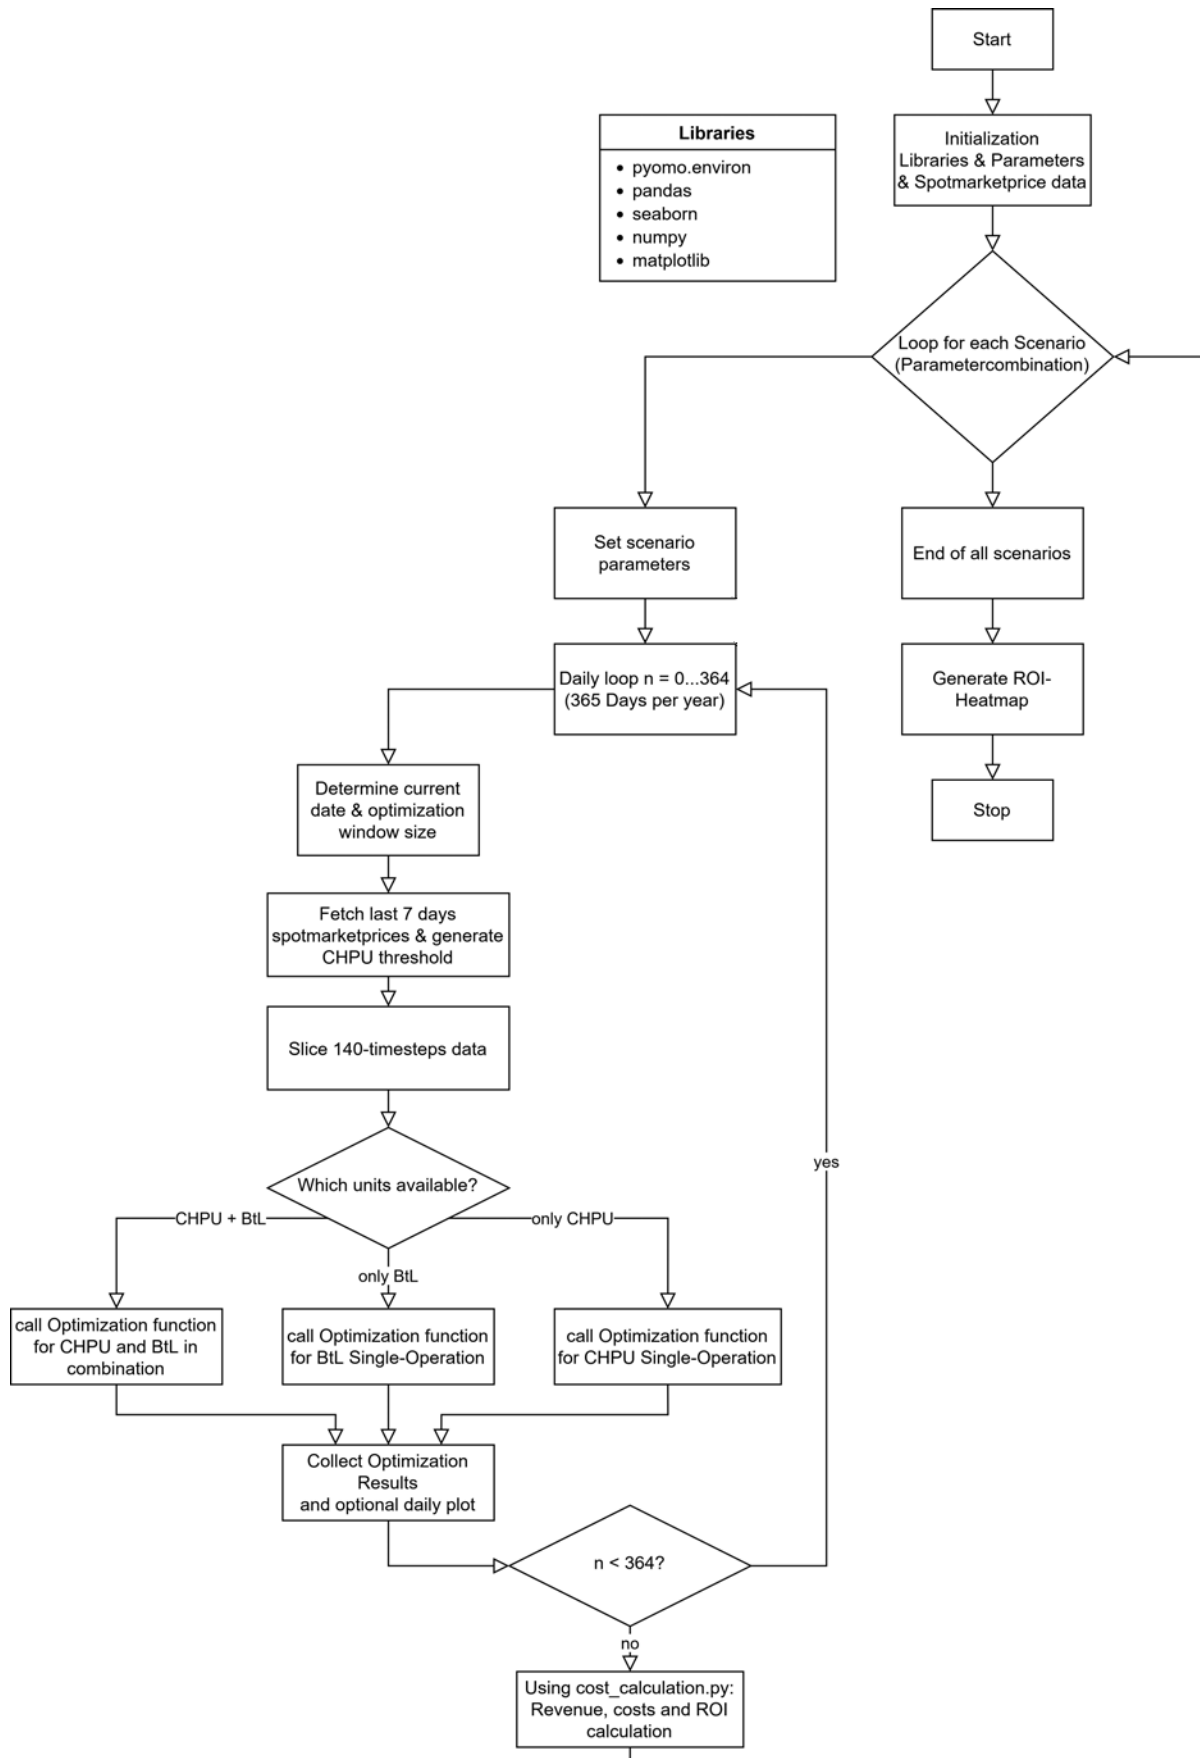 Start
Libraries
• pyomo.environ
• pandas
• seaborn
• numpy
• matplotlib
Initialization
Libraries & Parameters
& Spotmarketprice data
Loop for each Scenario
(Parametercombination)
Set scenario
parameters
End of all scenarios
Daily loop n = 0...364
(365 Days per year)
Generate ROI-
Heatmap
Determine current
date & optimization
window size
Stop
Fetch last 7 days
spotmarketprices & generate
CHPU threshold
Slice 140-timesteps data
Which units available?
CHPU + BtL
only CHPU
only BtL
yes
call Optimization function
for CHPU and BtL in
combination
call Optimization function
for BtL Single-Operation
call Optimization function
for CHPU Single-Operation
Collect Optimization
Results
and optional daily plot
n < 364?
no
Using cost_calculation.py:
Revenue, costs and ROI
calculation